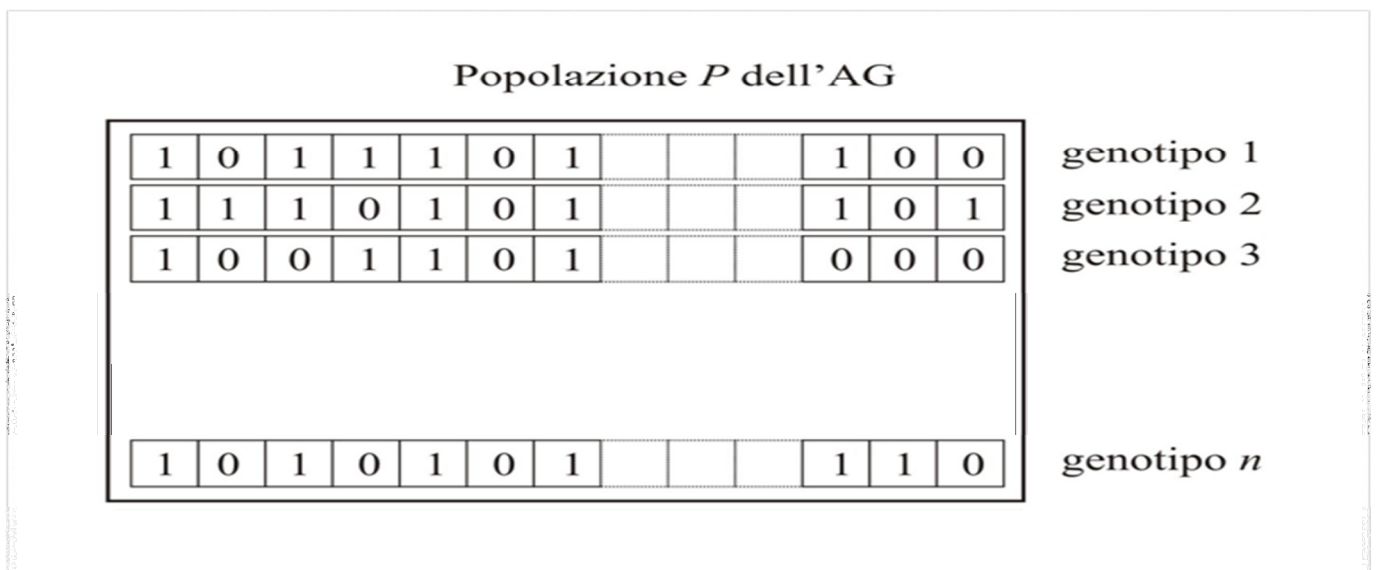 Popolazione P dell’AG
1 0 1 1 1 0 1 1 0 0 genotipo 1
1 1 1 0 1 0 1 1 0 1 genotipo 2
1 0 0 1 1 0 1 0 0 0 genotipo 3
1 0 1 0 1 0 1 1 1 0 genotipo n